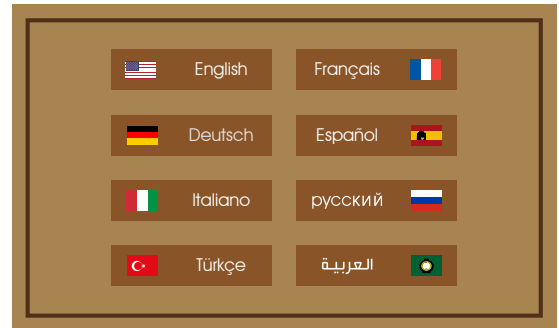 English
Français
Deutsch
Español
Italiano
русский
Türkçe
العربية